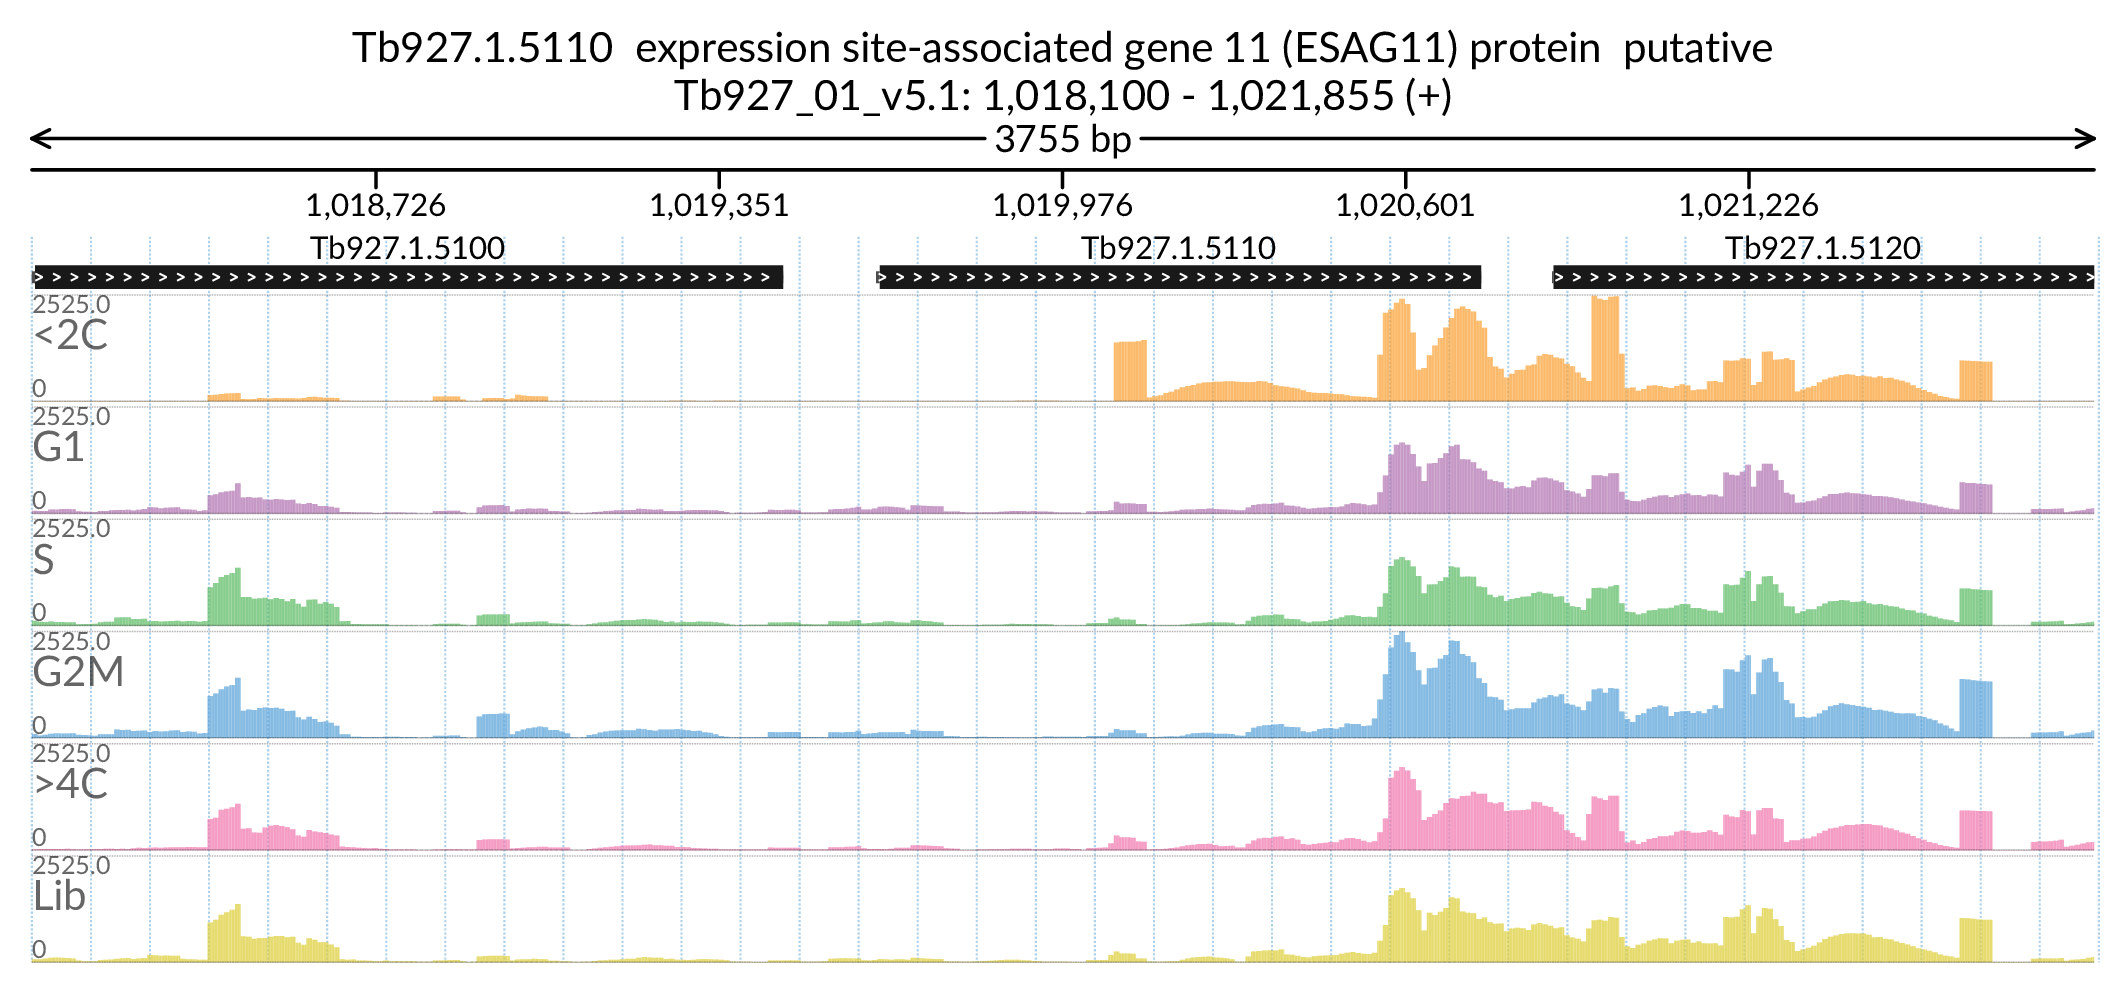 Tb927.1.5110  expression site-associated gene 11 (ESAG11) protein  putative
Tb927_01_v5.1: 1,018,100 - 1,021,855 (+)
3755 bp
1,018,726 1,019,351 1,019,976 1,020,601 1,021,226
Tb927.1.5100 Tb927.1.5110 Tb927.1.5120
2525.0
<2C
0
2525.0
G1
0
2525.0
S
0
2525.0
G2M
0
2525.0
>4C
0
2525.0
Lib
0